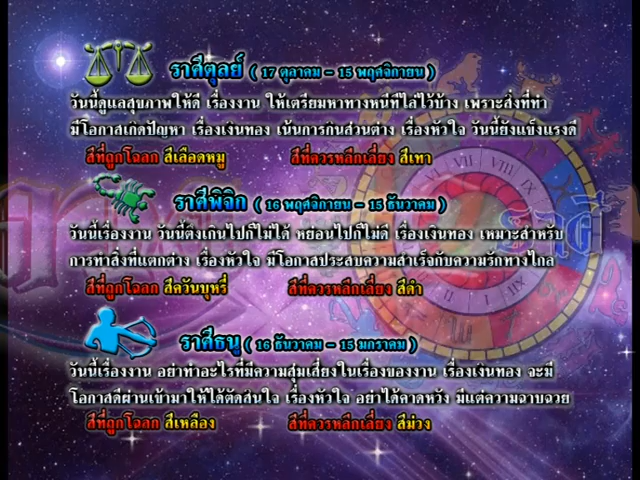 ราศีตุลย์ ( 17 ตุลาคม - 15 พฤศจิกายน )
วันนี้ดูแลสุขภาพให้ดี เรื่องงาน ให้เตรียมหาทางหนีทีไล่ไว้บ้าง เพราะสิ่งที่ทำ
มีโอกาสเกิดปัญหา เรื่องเงินทอง เน้นการกินส่วนต่าง เรื่องหัวใจ วันนี้ยังแข็งแรงดี
สีที่ถูกโฉลก สีเลือดหมู สีที่ควรหลีกเลี่ยง สีเทา
ราศีพิจิก ( 16 พฤศจิกายน - 15 ธันวาคม )
วันนี้เรื่องงาน วันนี้ตึงเกินไปก็ไม่ได้ หย่อนไปก็ไม่ดี เรื่องเงินทอง เหมาะสำหรับ
การทำสิ่งที่แตกต่าง เรื่องหัวใจ มีโอกาสประสบความสำเร็จกับความรักทางไกล
สีที่ถูกโฉลก สีควันบุหรี่ สีที่ควรหลีกเลี่ยง สีดำ
ราศีธนู ( 16 ธันวาคม - 15 มกราคม )
วันนี้เรื่องงาน อย่าทำอะไรที่มีความสุ่มเสี่ยงในเรื่องของงาน เรื่องเงินทอง จะมี
โอกาสดีผ่านเข้ามาให้ได้ตัดสินใจ เรื่องหัวใจ อย่าได้คาดหวัง มีแต่ความฉาบฉวย
สีที่ถูกโฉลก สีเหลือง สีที่ควรหลีกเลี่ยง สีม่วง